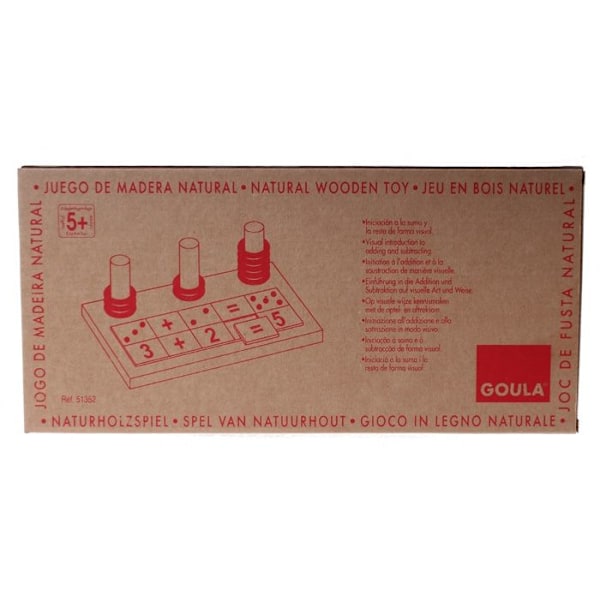 • JUEGO DE MADERA NATURAL • NATURAL WOODEN TOY • JEU EN BOIS NATUREL •
JOGO DE MADEIRA NATURAL •
5+
•Iniciación a la suma y
la resta de forma visual.
•Visual introduction to
adding and subtracting.
•Initiation à l'addition et à la
soustraction de manière visuelle.
•Einführung in die Addition und
Subtraktion auf visuelle Art und Weise.
•Op visuele wijze kennismaken
met optel- en aftrekken.
•Iniziazione all'addizione e alla
sottrazione in modo visivo.
•Iniciação à soma e à
subtracção de forma visual.
•Iniciació a la suma i la
resta de forma visual.
+ =
3 + 2 = 5
JOC DE FUSTA NATURAL •
GOULA
Ref. 51352
• NATURHOLZSPIEL • SPEL VAN NATUURHOUT • GIOCO IN LEGNO NATURALE •